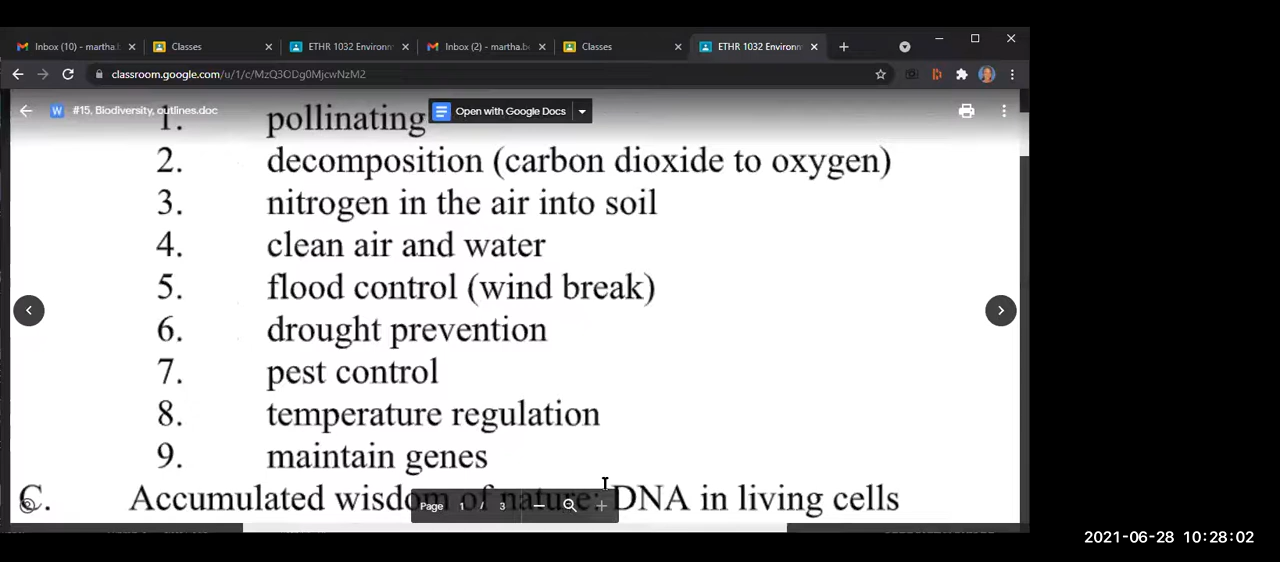 Inbox (10) - martha.b
Classes
ETHR 1032 Environm
Inbox (2) - martha.b
Classes
ETHR 1032 Environm
classroom.google.com/u/1/c/MzQ3ODg0MjcwNzM2
#15, Biodiversity, outlines.doc
Open with Google Docs
1. pollinating
2. decomposition (carbon dioxide to oxygen)
3. nitrogen in the air into soil
4. clean air and water
5. flood control (wind break)
6. drought prevention
7. pest control
8. temperature regulation
9. maintain genes
C. Accumulated wisdom of nature: DNA in living cells
Page 1 / 3
2021-06-28 10:28:02